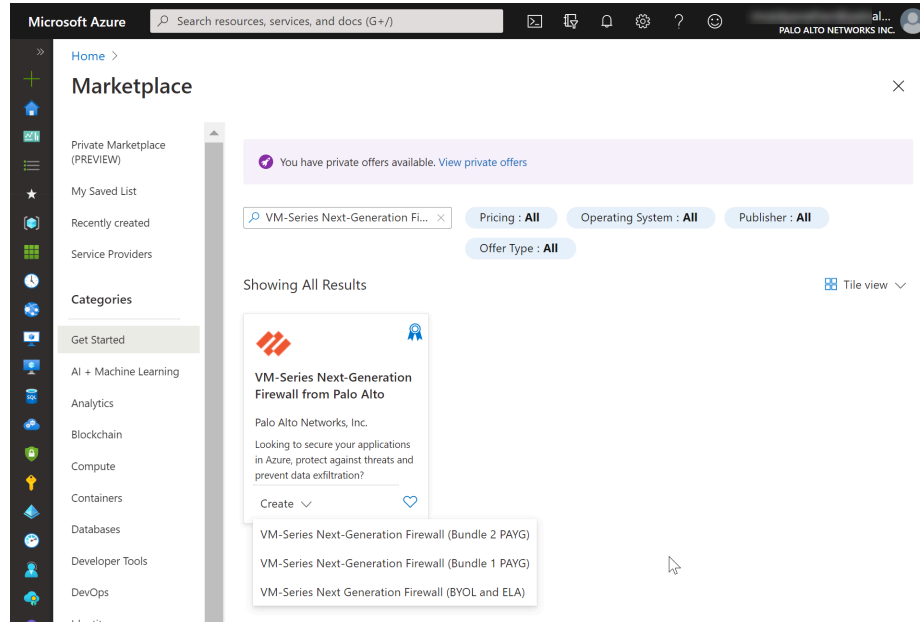 Microsoft Azure
Search resources, services, and docs (G+/)
al...
PALO ALTO NETWORKS INC.
Home >
Marketplace
Private Marketplace
(PREVIEW)
My Saved List
Recently created
Service Providers
Categories
Get Started
AI + Machine Learning
Analytics
Blockchain
Compute
Containers
Databases
Developer Tools
DevOps
You have private offers available. View private offers
VM-Series Next-Generation Fi...
Pricing : All
Operating System : All
Publisher : All
Offer Type : All
Showing All Results
Tile view
VM-Series Next-Generation
Firewall from Palo Alto
Palo Alto Networks, Inc.
Looking to secure your applications
in Azure, protect against threats and
prevent data exfiltration?
Create
VM-Series Next-Generation Firewall (Bundle 2 PAYG)
VM-Series Next-Generation Firewall (Bundle 1 PAYG)
VM-Series Next Generation Firewall (BYOL and ELA)